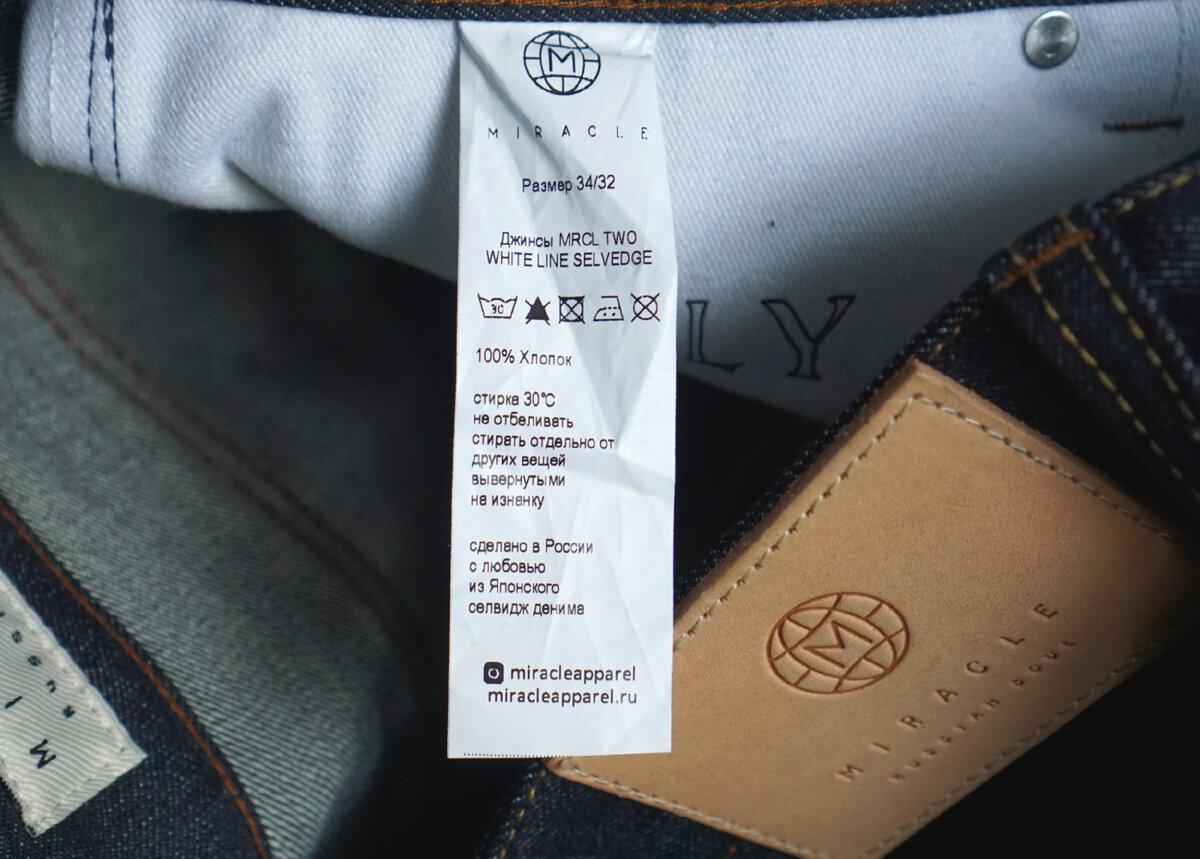 M
MIRACLE
Размер 34/32
Джинсы MRCL TWO
WHITE LINE SELVEDGE
30
100% Хлопок
стирка 30°C
не отбеливать
стирать отдельно от
других вещей
вывернутыми
на изнанку
сделано в России
с любовью
из Японского
селвидж денима
miracleapparel
miracleapparel.ru
LY
M
MIRACLE
RUSSIAN SOUL